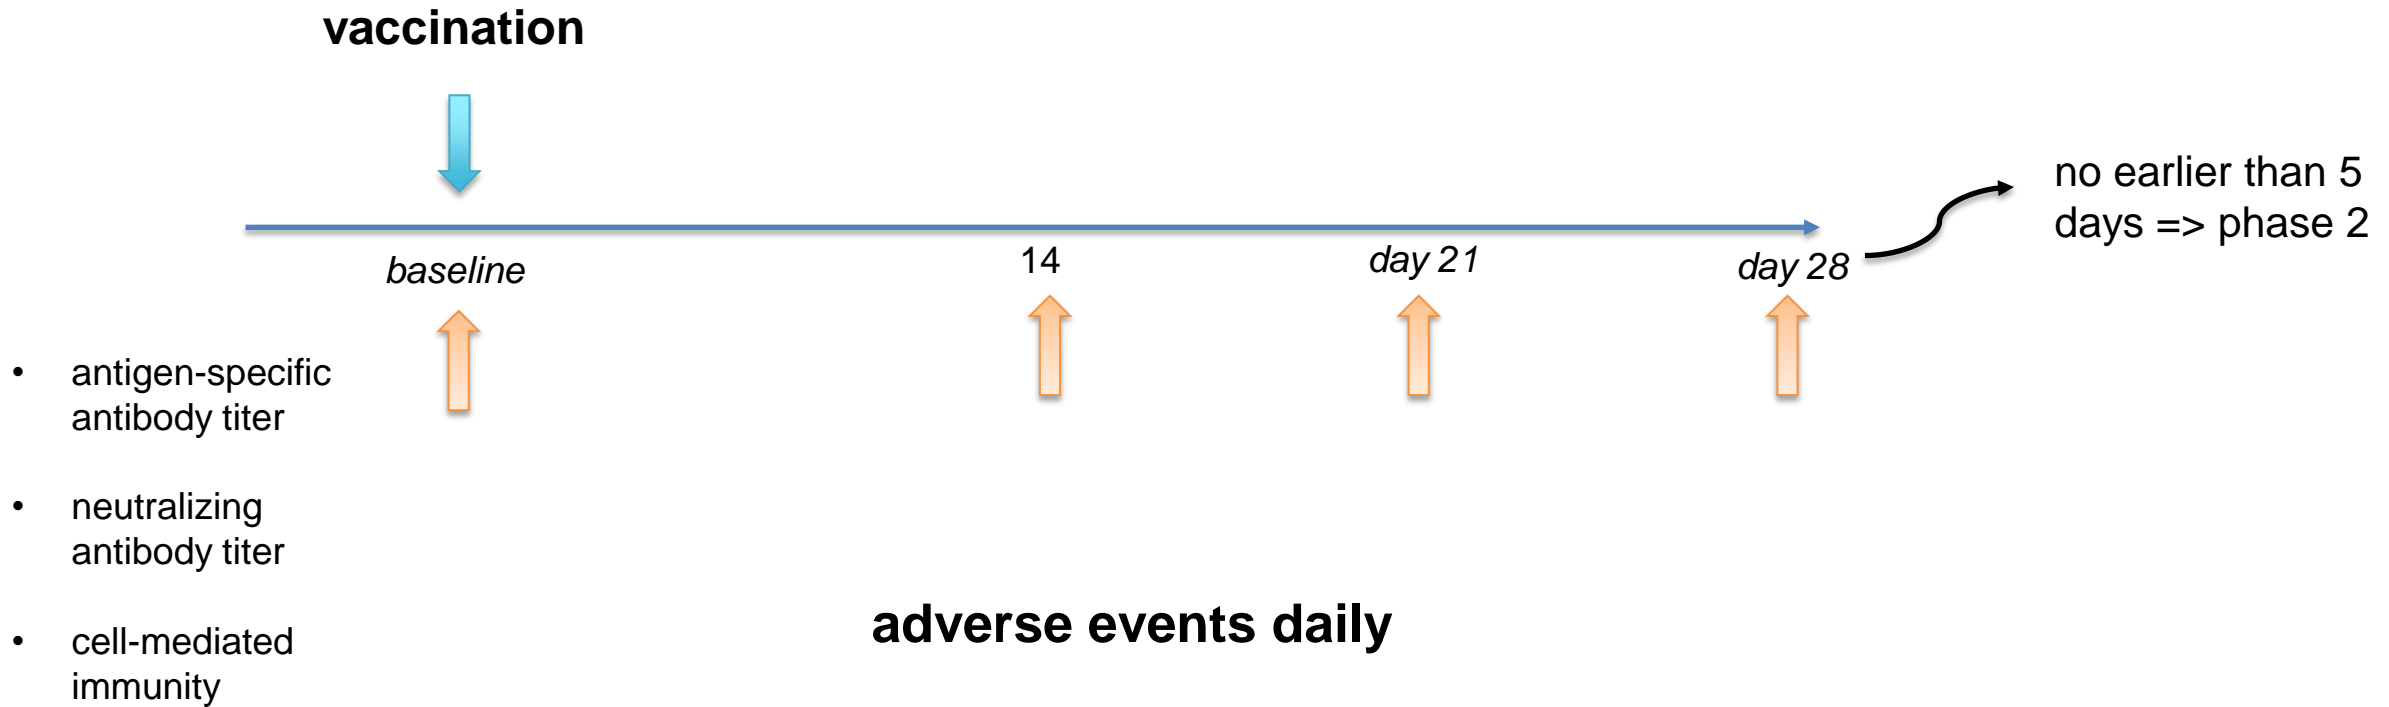 vaccination
no earlier than 5
days => phase 2
baseline
14
day 21
day 28
• antigen-specific
antibody titer
• neutralizing
antibody titer
• cell-mediated
immunity
adverse events daily